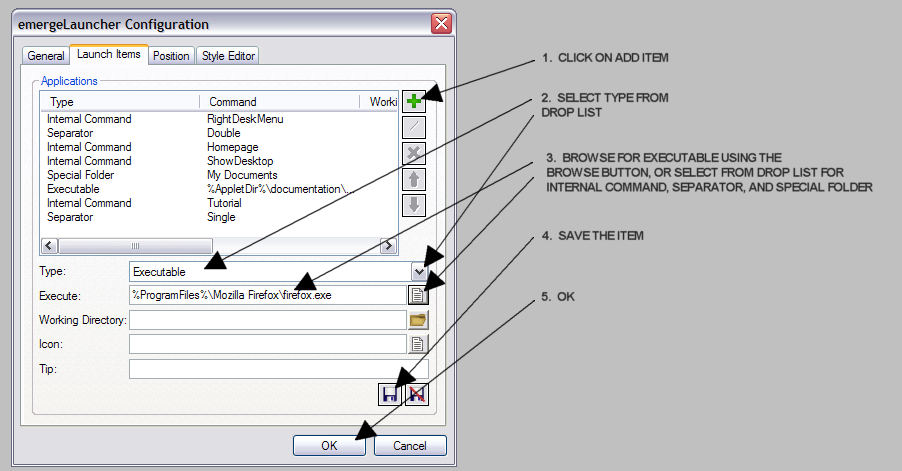 emergeLauncher Configuration
General
Launch Items
Position
Style Editor
Applications
Type Command Worki
Internal Command RightDeskMenu
Separator Double
Internal Command Homepage
Internal Command ShowDesktop
Special Folder My Documents
Executable %AppletDir%\documentation\...
Internal Command Tutorial
Separator Single
Type: Executable
Execute: %ProgramFiles%\Mozilla Firefox\firefox.exe
Working Directory:
Icon:
Tip:
OK
Cancel
1. CLICK ON ADD ITEM
2. SELECT TYPE FROM
DROP LIST
3. BROWSE FOR EXECUTABLE USING THE
BROWSE BUTTON, OR SELECT FROM DROP LIST FOR
INTERNAL COMMAND, SEPARATOR, AND SPECIAL FOLDER
4. SAVE THE ITEM
5. OK